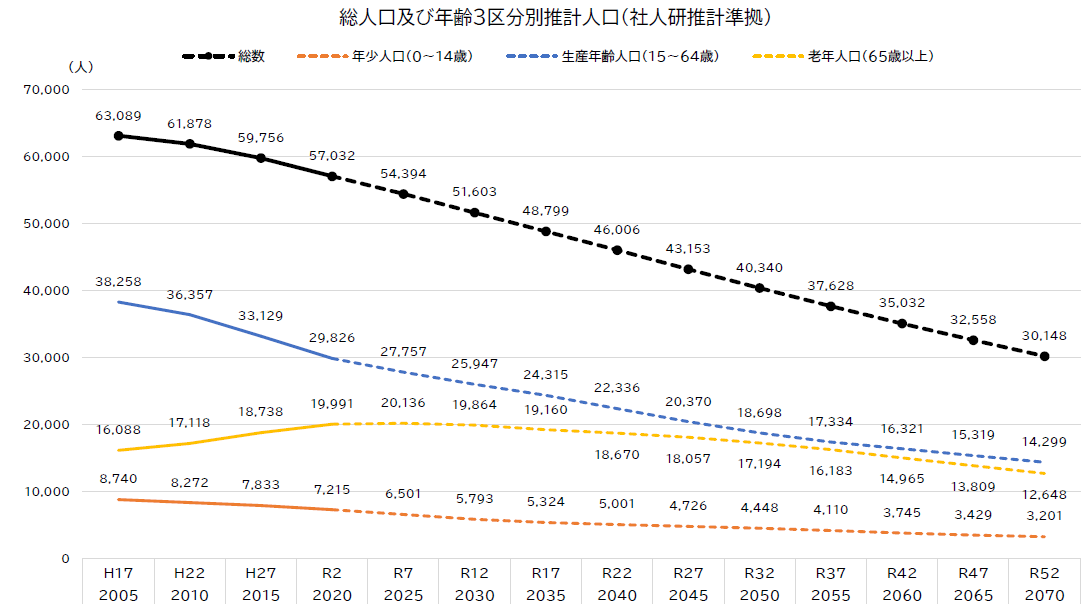 総人口及び年齢3区分別推計人口(社人研推計準拠)
総数 年少人口(0～14歳) 生産年齢人口(15～64歳) 老年人口(65歳以上)
(人)
70,000
60,000
50,000
40,000
30,000
20,000
10,000
0
63,089 61,878 59,756 57,032 54,394 51,603 48,799 46,006 43,153 40,340 37,628 35,032 32,558 30,148
38,258 36,357 33,129 29,826 27,757 25,947 24,315 22,336 20,370 18,698 17,334 16,321 15,319 14,299
16,088 17,118 18,738 19,991 20,136 19,864 19,160 18,670 18,057 17,194 16,183 14,965 13,809 12,648
8,740 8,272 7,833 7,215 6,501 5,793 5,324 5,001 4,726 4,448 4,110 3,745 3,429 3,201
H17 H22 H27 R2 R7 R12 R17 R22 R27 R32 R37 R42 R47 R52
2005 2010 2015 2020 2025 2030 2035 2040 2045 2050 2055 2060 2065 2070